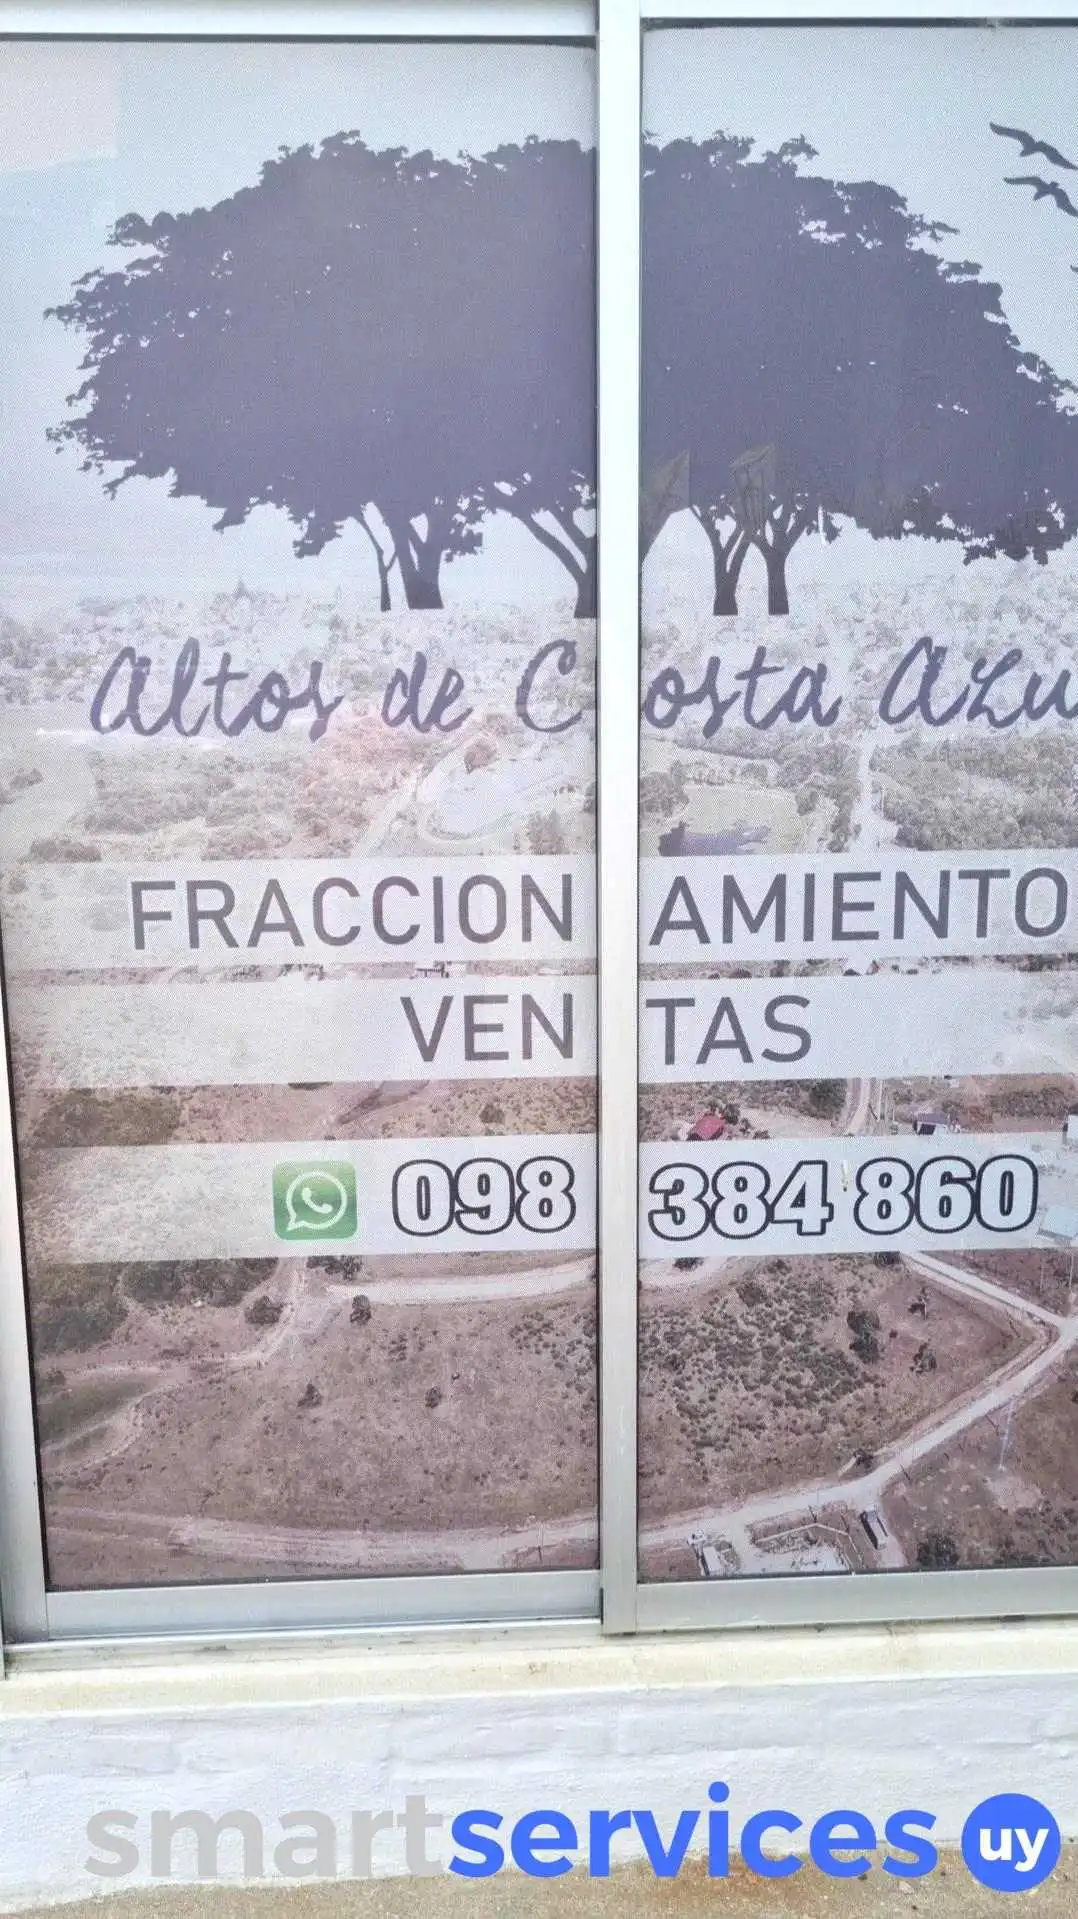 Altos de Costa Azu
FRACCIONAMIENTO
VENTAS
098 384 860
smartservices uy